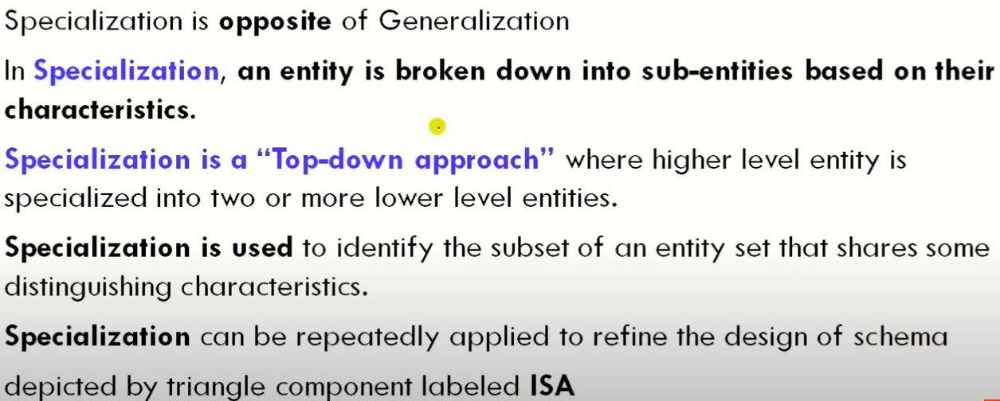 Specialization is opposite of Generalization
In Specialization, an entity is broken down into sub-entities based on their
characteristics.
Specialization is a “Top-down approach” where higher level entity is
specialized into two or more lower level entities.
Specialization is used to identify the subset of an entity set that shares some
distinguishing characteristics.
Specialization can be repeatedly applied to refine the design of schema
depicted by triangle component labeled ISA